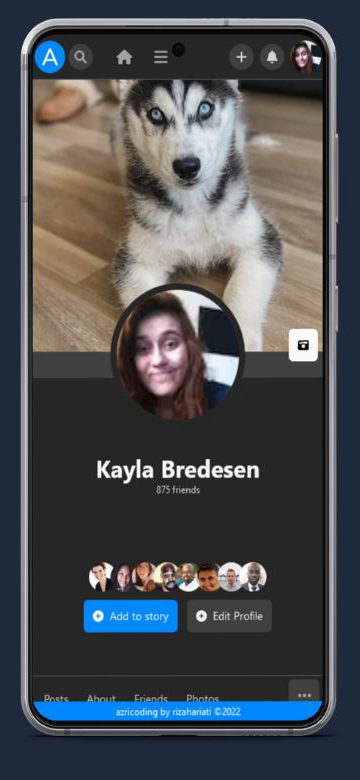 A
Kayla Bredesen
875 friends
Add to story
Edit Profile
Posts About Friends Photos
azricoding by rizahariati ©2022